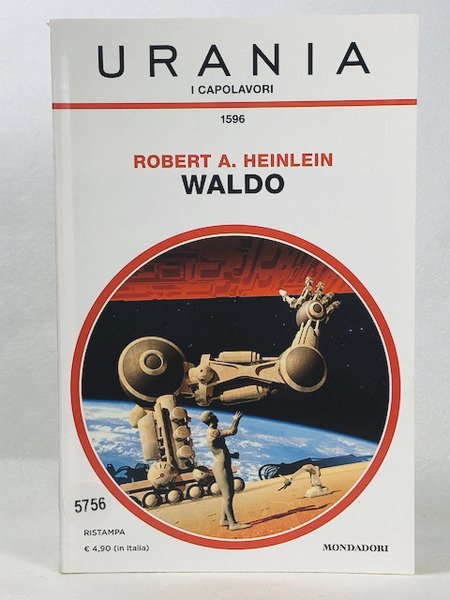 URANIA
I CAPOLAVORI
1596
ROBERT A. HEINLEIN
WALDO
5756
RISTAMPA
€ 4,90 (in Italia)
MONDADORI